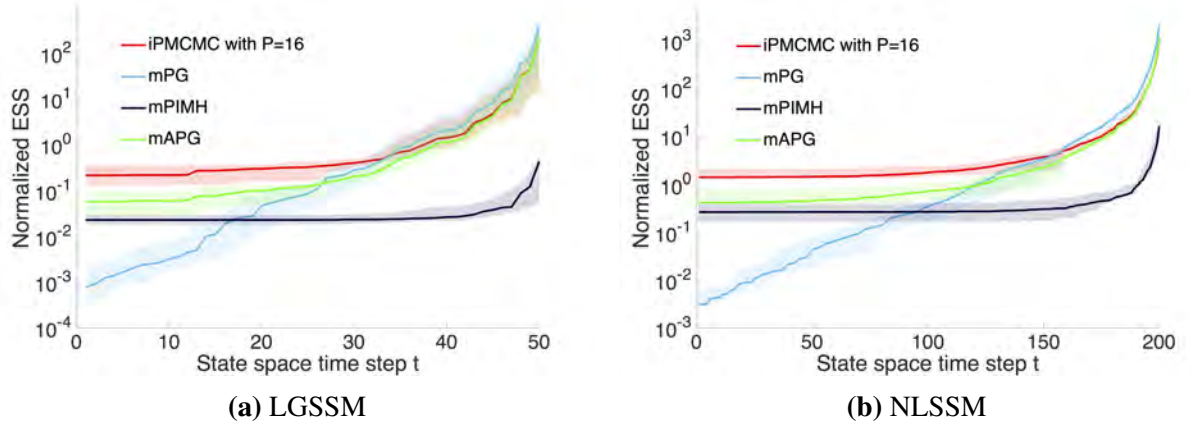 Normalized ESS
10^2
10^1
10^0
10^-1
10^-2
10^-3
10^-4
iPMCMC with P=16
mPG
mPIMH
mAPG
0 10 20 30 40 50
State space time step t
(a) LGSSM
Normalized ESS
10^3
10^2
10^1
10^0
10^-1
10^-2
10^-3
iPMCMC with P=16
mPG
mPIMH
mAPG
0 50 100 150 200
State space time step t
(b) NLSSM